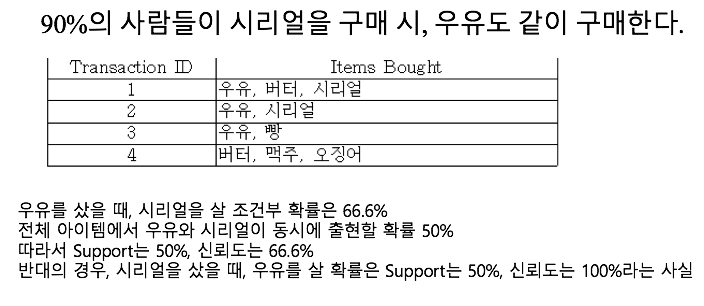 90%의 사람들이 시리얼을 구매 시, 우유도 같이 구매한다.
Transaction ID Items Bought
1 우유, 버터, 시리얼
2 우유, 시리얼
3 우유, 빵
4 버터, 맥주, 오징어
우유를 샀을 때, 시리얼을 살 조건부 확률은 66.6%
전체 아이템에서 우유와 시리얼이 동시에 출현할 확률 50%
따라서 Support는 50%, 신뢰도는 66.6%
반대의 경우, 시리얼을 샀을 때, 우유를 살 확률은 Support는 50%, 신뢰도는 100%라는 사실